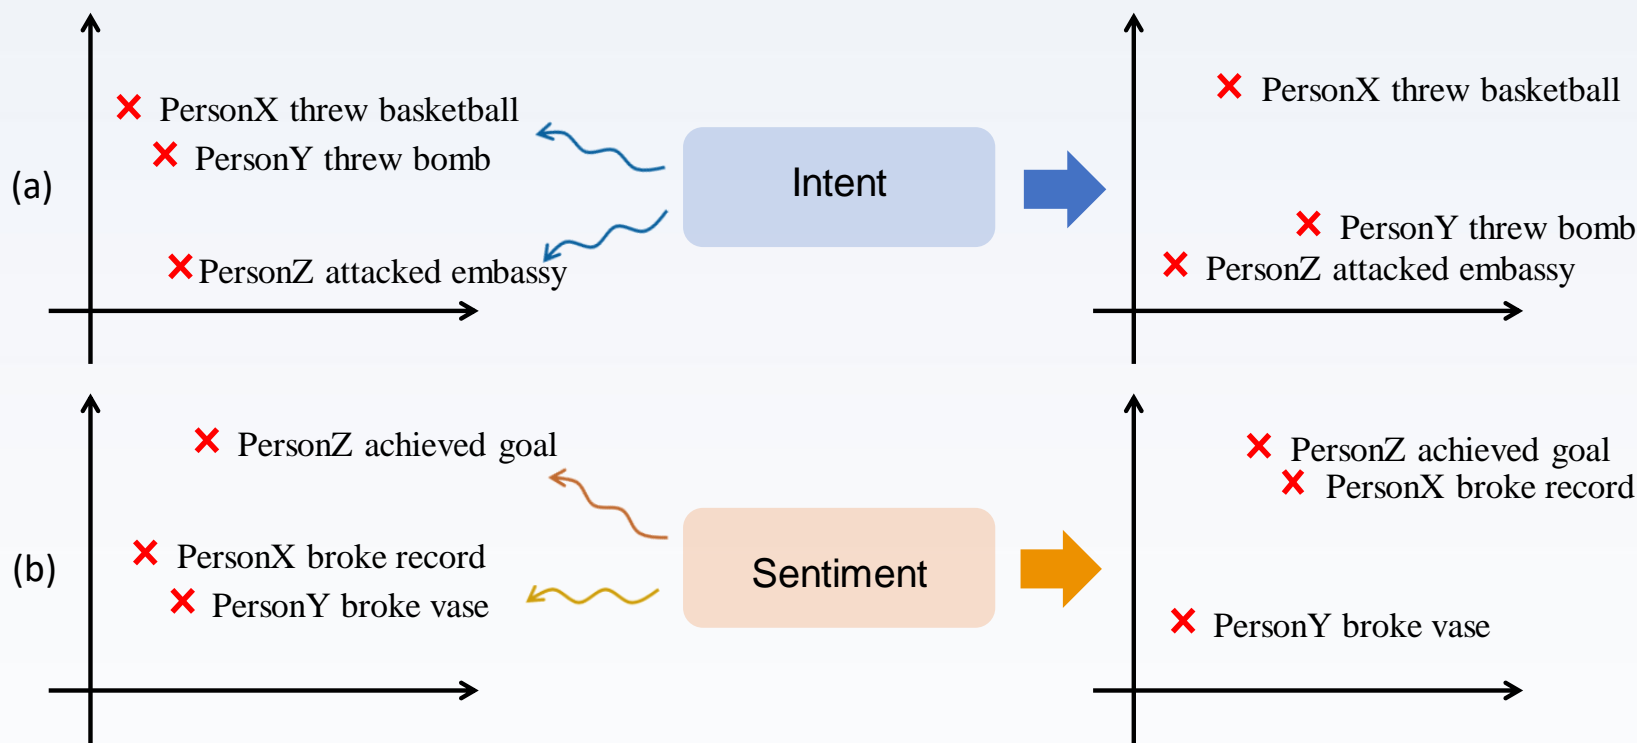 (a)
PersonX threw basketball
PersonY threw bomb
PersonZ attacked embassy
Intent
PersonX threw basketball
PersonY threw bomb
PersonZ attacked embassy
(b)
PersonZ achieved goal
PersonX broke record
PersonY broke vase
Sentiment
PersonZ achieved goal
PersonX broke record
PersonY broke vase